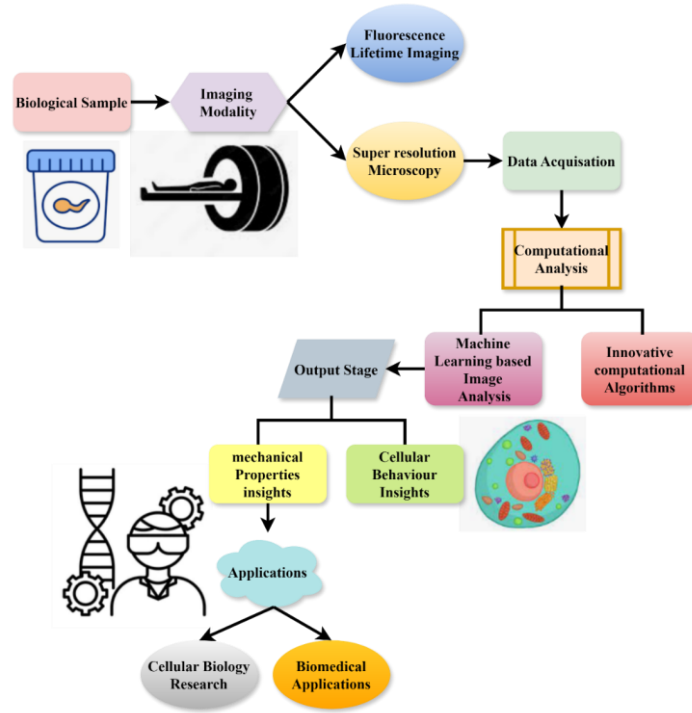 Fluorescence
Lifetime Imaging
Biological Sample
Imaging
Modality
Super resolution
Microscopy
Data Acquisation
Computational
Analysis
Machine
Learning based
Image
Analysis
Innovative
computational
Algorithms
Output Stage
mechanical
Properties
insights
Cellular
Behaviour
Insights
Applications
Cellular Biology
Research
Biomedical
Applications